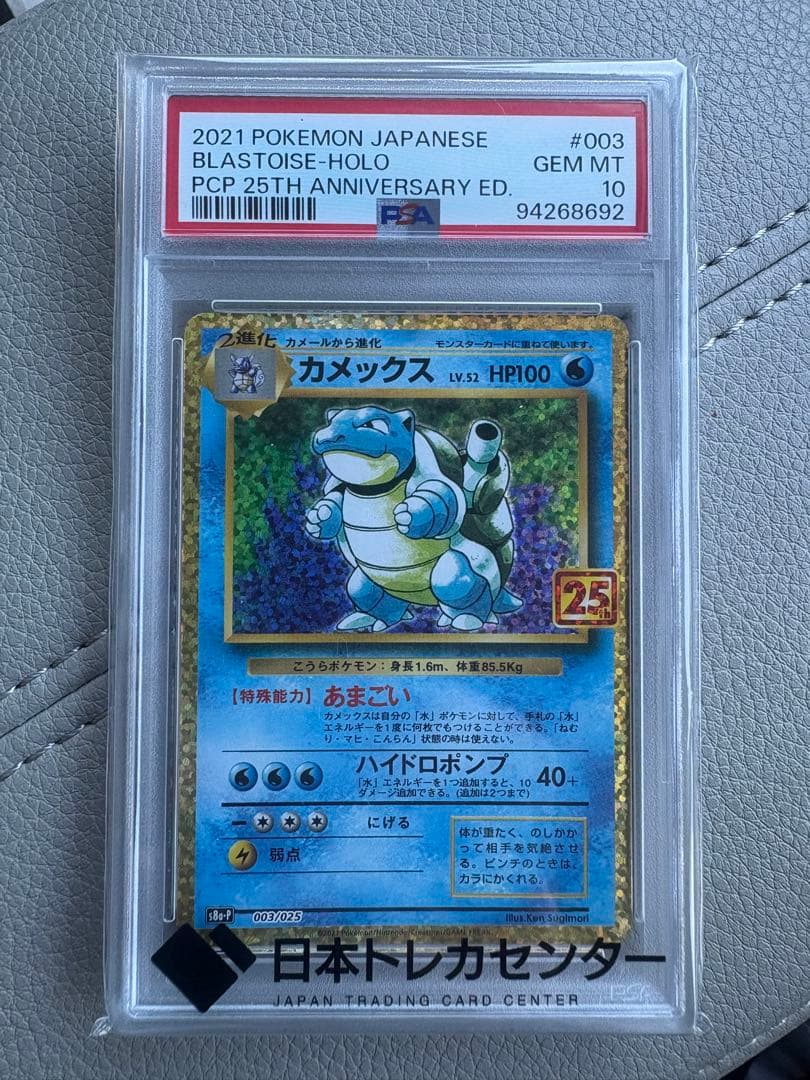 2021 POKEMON JAPANESE #003
BLASTOISE-HOLO GEM MT
PCP 25TH ANNIVERSARY ED. 10
PSA 94268692
2進化 カメールから進化 モンスターカードに重ねて使います。
カメックス LV.52 HP100
25th
こうらポケモン：身長1.6m、体重85.5Kg
【特殊能力】あまごい
カメックスは自分の「水」ポケモンに対して、手札の「水」
エネルギーを1度に何枚でもつけることができる。「ねむ
り・マヒ・こんらん」状態の時は使えない。
ハイドロポンプ 40+
「水」エネルギーを1つ追加すると、10
ダメージ追加できる。(追加は2つまで)
にげる
弱点
体が重たく、のしかか
って相手を気絶させ
る。ピンチのときは、
カラにかくれる。
s8a-P 003/025 Illus.Ken Sugimori
©2021 Pokémon/Nintendo/Creatures/GAME FREAK.
日本トレカセンター
JAPAN TRADING CARD CENTER
PSA